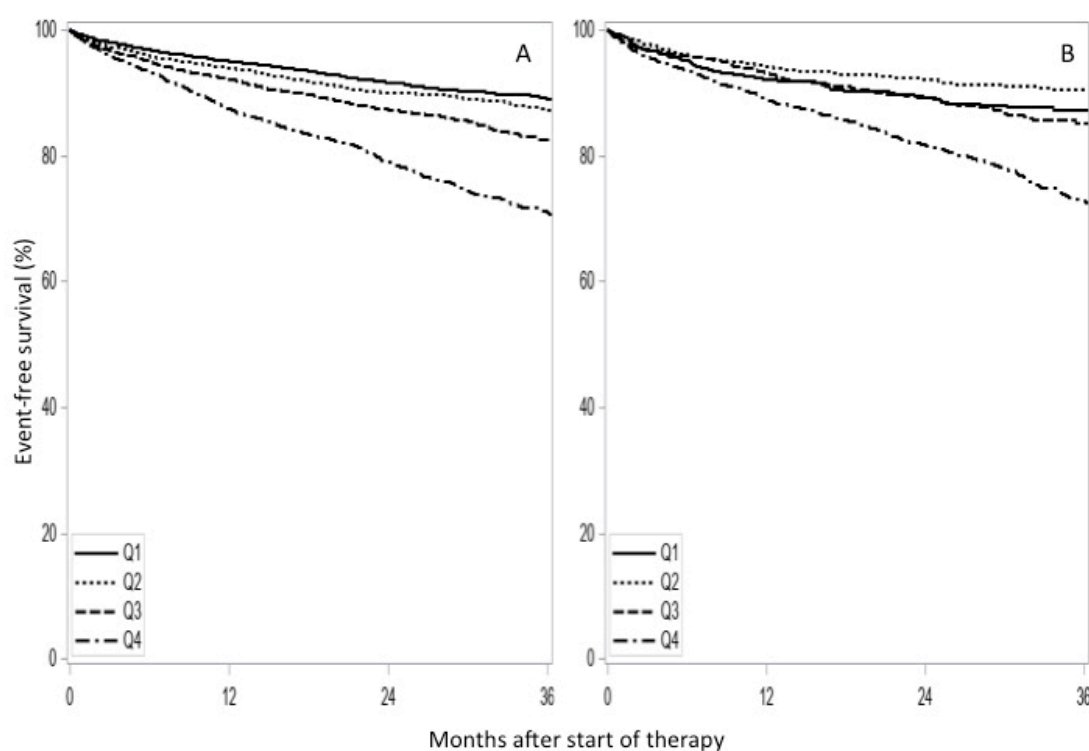 A
B
Event-free survival (%)
100
80
60
40
20
0
Q1
Q2
Q3
Q4
0 12 24 36
100
80
60
40
20
0
Q1
Q2
Q3
Q4
0 12 24 36
Months after start of therapy